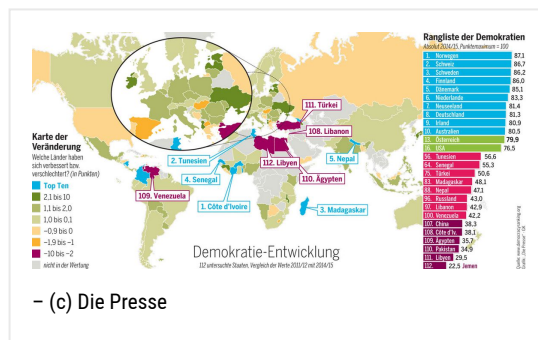 Rangliste der Demokratien
Absolut 2014/15, Punktemaximum = 100
1. Norwegen 87,1
2. Schweiz 86,7
3. Schweden 86,2
4. Finnland 86,0
5. Dänemark 85,1
6. Niederlande 83,3
7. Neuseeland 81,4
8. Deutschland 81,3
9. Irland 80,9
10. Australien 80,5
13. Österreich 79,9
16. USA 76,5
56. Tunesien 56,6
64. Senegal 55,3
75. Türkei 50,6
83. Madagaskar 48,1
88. Nepal 47,1
96. Russland 43,0
97. Libanon 42,9
100. Venezuela 42,2
107. China 38,3
108. Côte d'Iv. 38,1
109. Ägypten 35,7
110. Pakistan 34,9
111. Libyen 29,5
112. 22,5 Jemen
111. Türkei
108. Libanon
112. Libyen
110. Ägypten
5. Nepal
2. Tunesien
4. Senegal
109. Venezuela
1. Côte d'Ivoire
3. Madagaskar
Karte der
Veränderung
Welche Länder haben
sich verbessert bzw.
verschlechtert? (in Punkten)
Top Ten
2,1 bis 10
1,1 bis 2,0
1,0 bis 0,1
−0,9 bis 0
−1,9 bis −1
−10 bis −2
nicht in der Wertung
Demokratie-Entwicklung
112 untersuchte Staaten, Vergleich der Werte 2011/12 mit 2014/15
– (c) Die Presse